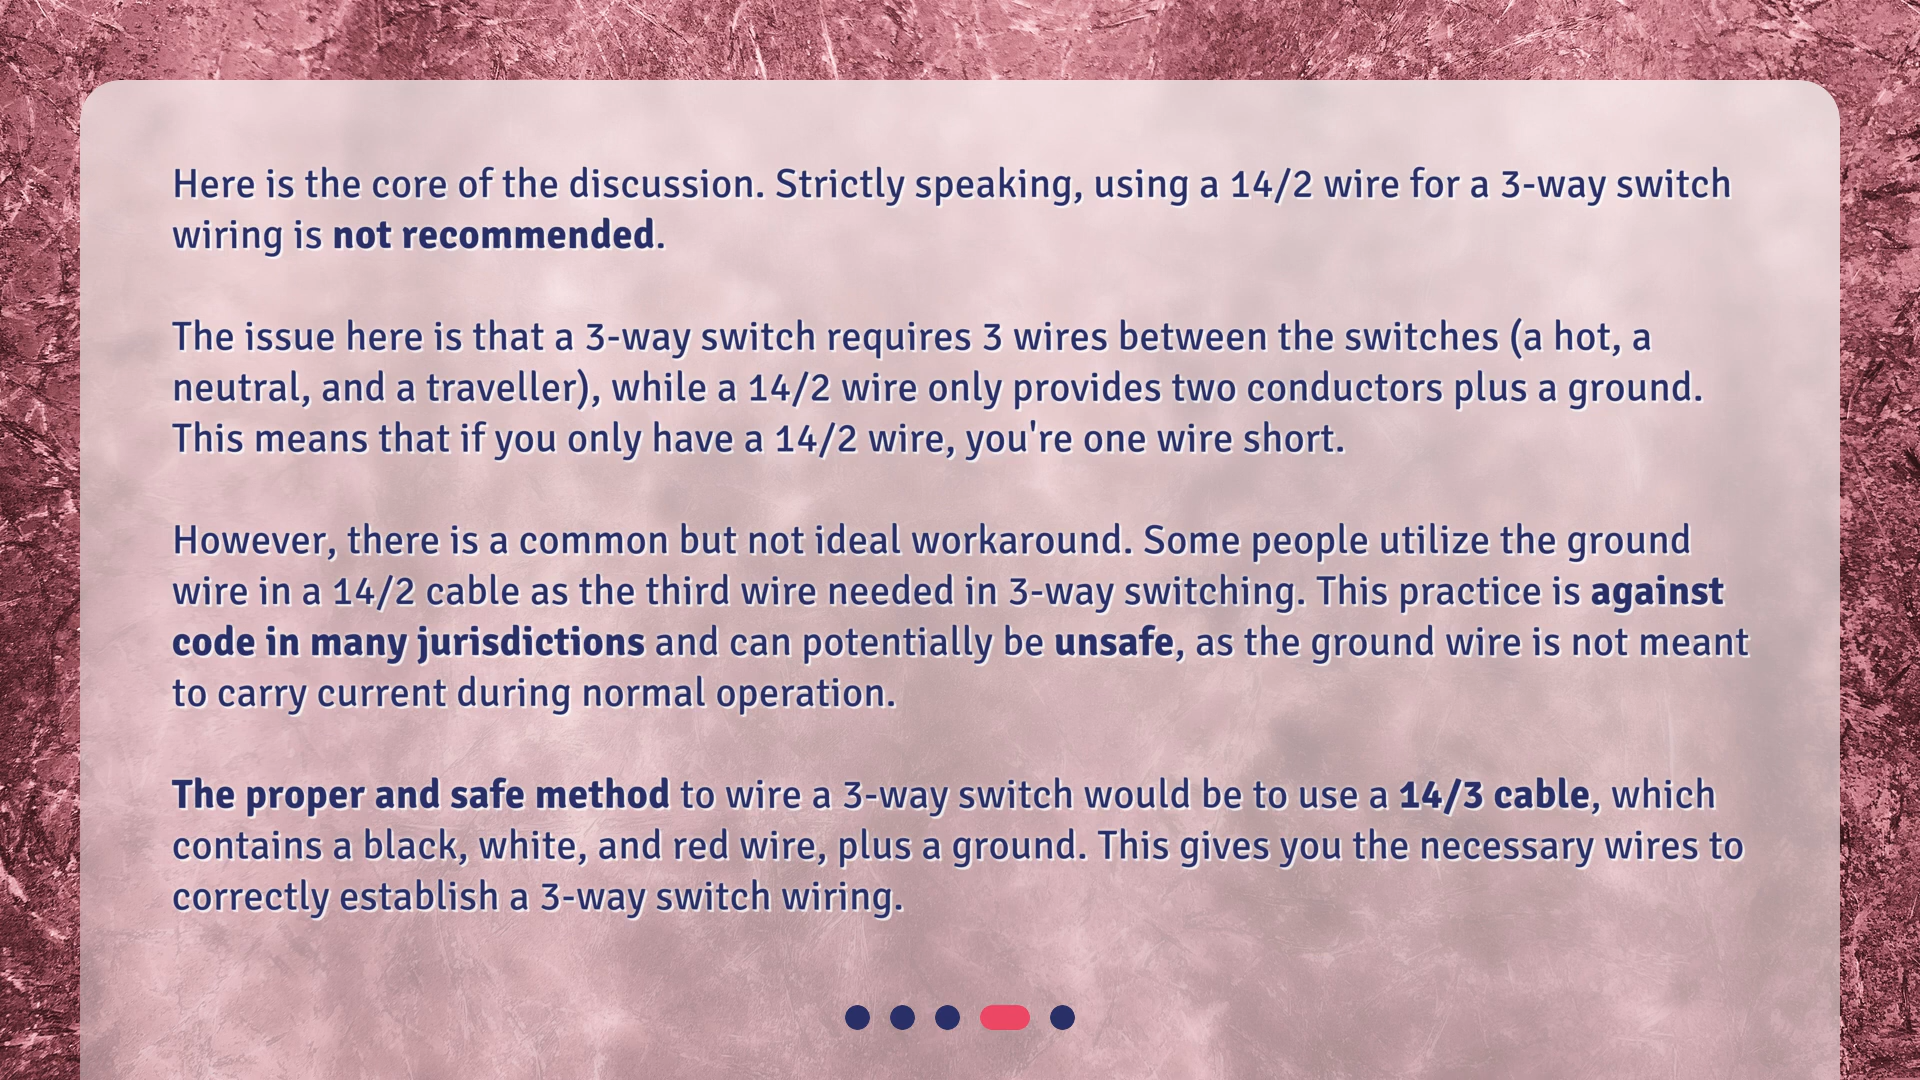 Here is the core of the discussion. Strictly speaking, using a 14/2 wire for a 3-way switch
wiring is not recommended.
The issue here is that a 3-way switch requires 3 wires between the switches (a hot, a
neutral, and a traveller), while a 14/2 wire only provides two conductors plus a ground.
This means that if you only have a 14/2 wire, you're one wire short.
However, there is a common but not ideal workaround. Some people utilize the ground
wire in a 14/2 cable as the third wire needed in 3-way switching. This practice is against
code in many jurisdictions and can potentially be unsafe, as the ground wire is not meant
to carry current during normal operation.
The proper and safe method to wire a 3-way switch would be to use a 14/3 cable, which
contains a black, white, and red wire, plus a ground. This gives you the necessary wires to
correctly establish a 3-way switch wiring.